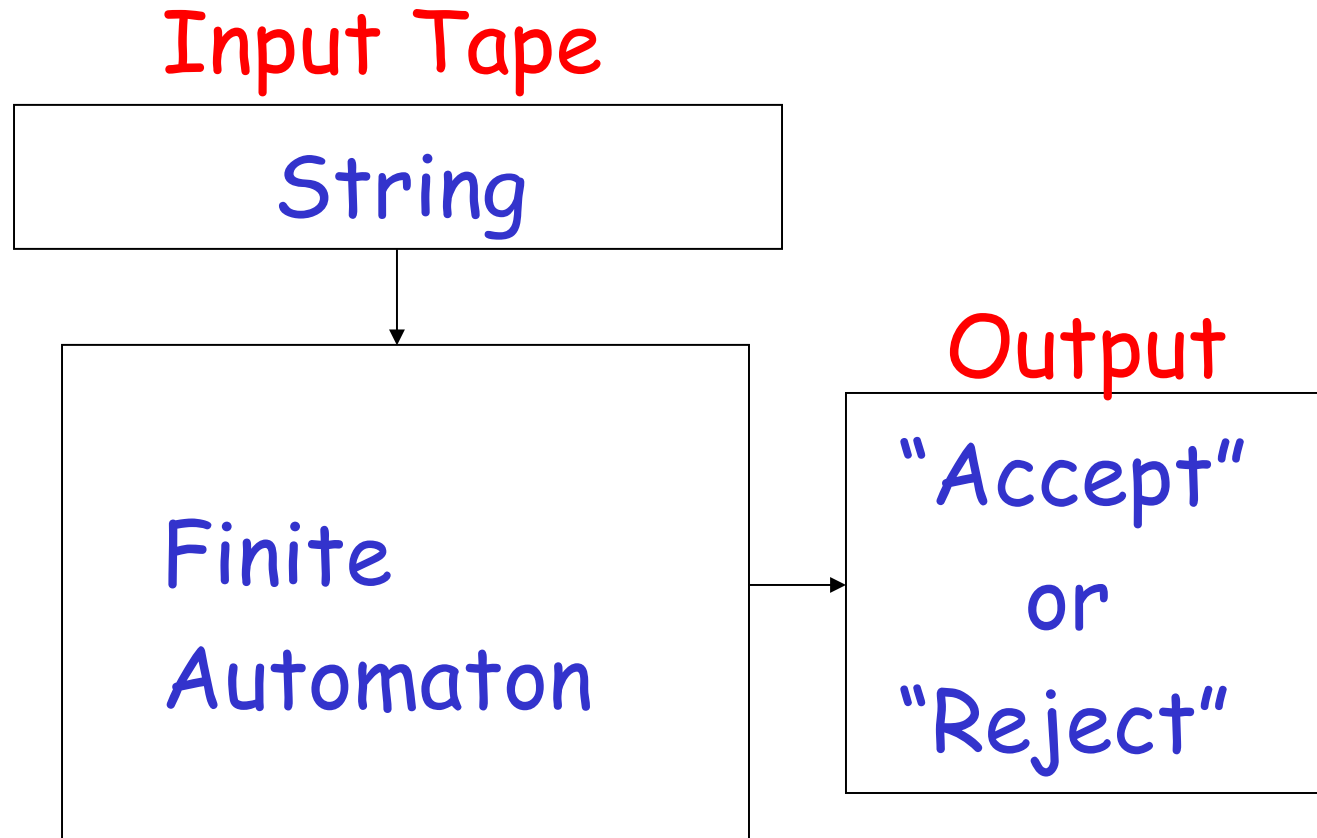 Input Tape
String
Output
“Accept”
or
“Reject”
Finite
Automaton